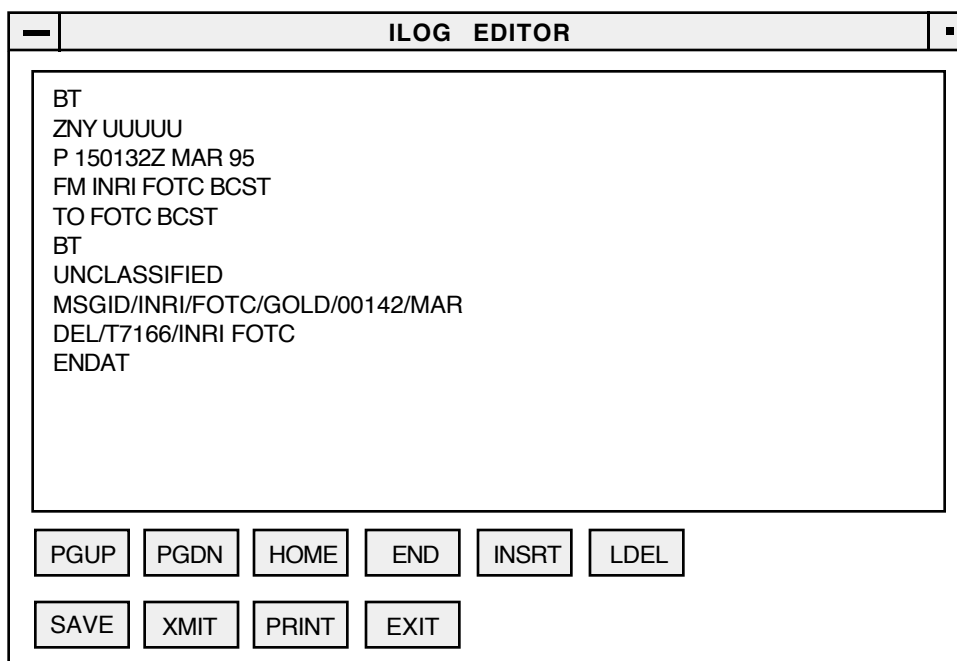 ILOG EDITOR
BT
ZNY UUUUU
P 150132Z MAR 95
FM INRI FOTC BCST
TO FOTC BCST
BT
UNCLASSIFIED
MSGID/INRI/FOTC/GOLD/00142/MAR
DEL/T7166/INRI FOTC
ENDAT
PGUP PGDN HOME END INSRT LDEL
SAVE XMIT PRINT EXIT